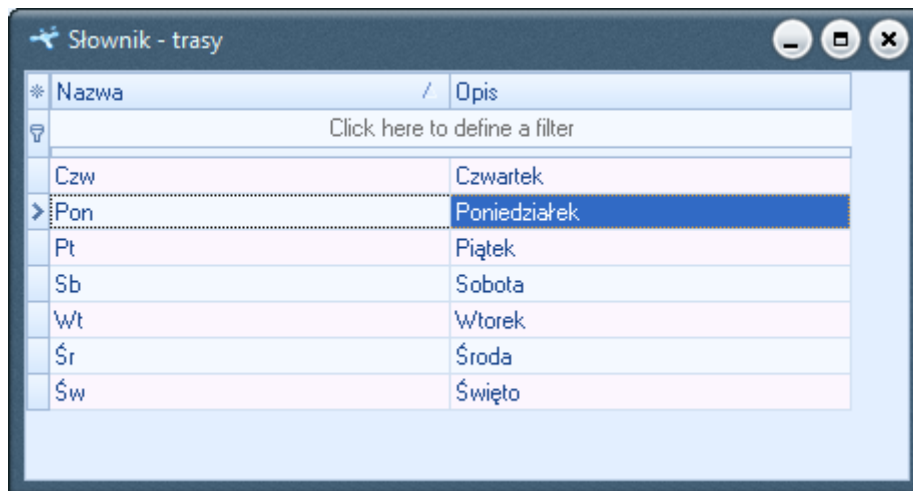 Słownik - trasy
Nazwa Opis
Click here to define a filter
Czw Czwartek
Pon Poniedziałek
Pt Piątek
Sb Sobota
Wt Wtorek
Śr Środa
Św Święto